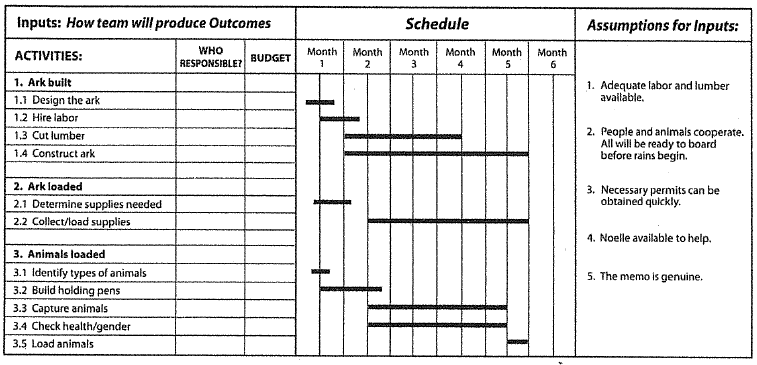 Inputs: How team will produce Outcomes
Schedule
Assumptions for Inputs:
ACTIVITIES:
WHO RESPONSIBLE?
BUDGET
Month 1
Month 2
Month 3
Month 4
Month 5
Month 6
1. Ark built
1.1 Design the ark
1.2 Hire labor
1.3 Cut lumber
1.4 Construct ark
2. Ark loaded
2.1 Determine supplies needed
2.2 Collect/load supplies
3. Animals loaded
3.1 Identify types of animals
3.2 Build holding pens
3.3 Capture animals
3.4 Check health/gender
3.5 Load animals
1. Adequate labor and lumber
available.
2. People and animals cooperate.
All will be ready to board
before rains begin.
3. Necessary permits can be
obtained quickly.
4. Noelle available to help.
5. The memo is genuine.